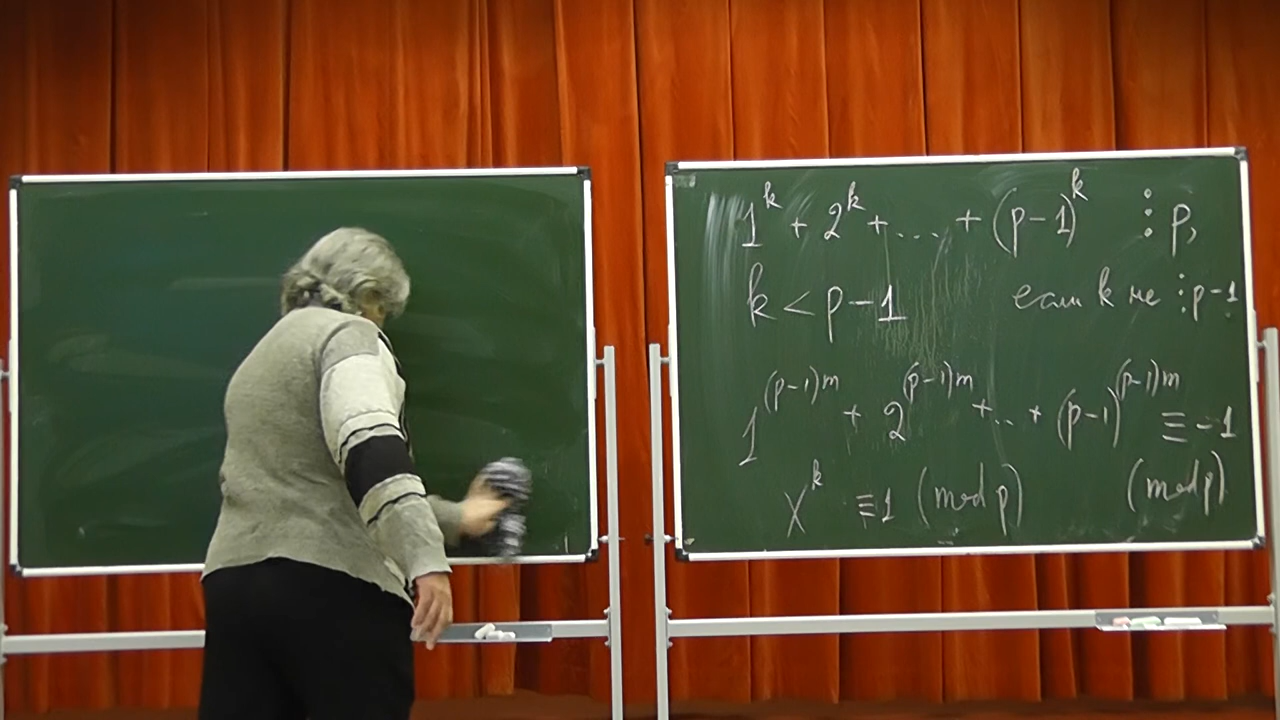 1^k + 2^k + ... + (p-1)^k ⋮ p,
k < p-1 если k не ⋮ p-1
1^{(p-1)m} + 2^{(p-1)m} + ... + (p-1)^{(p-1)m} ≡ -1
x^k ≡ 1 (mod p) (mod p)